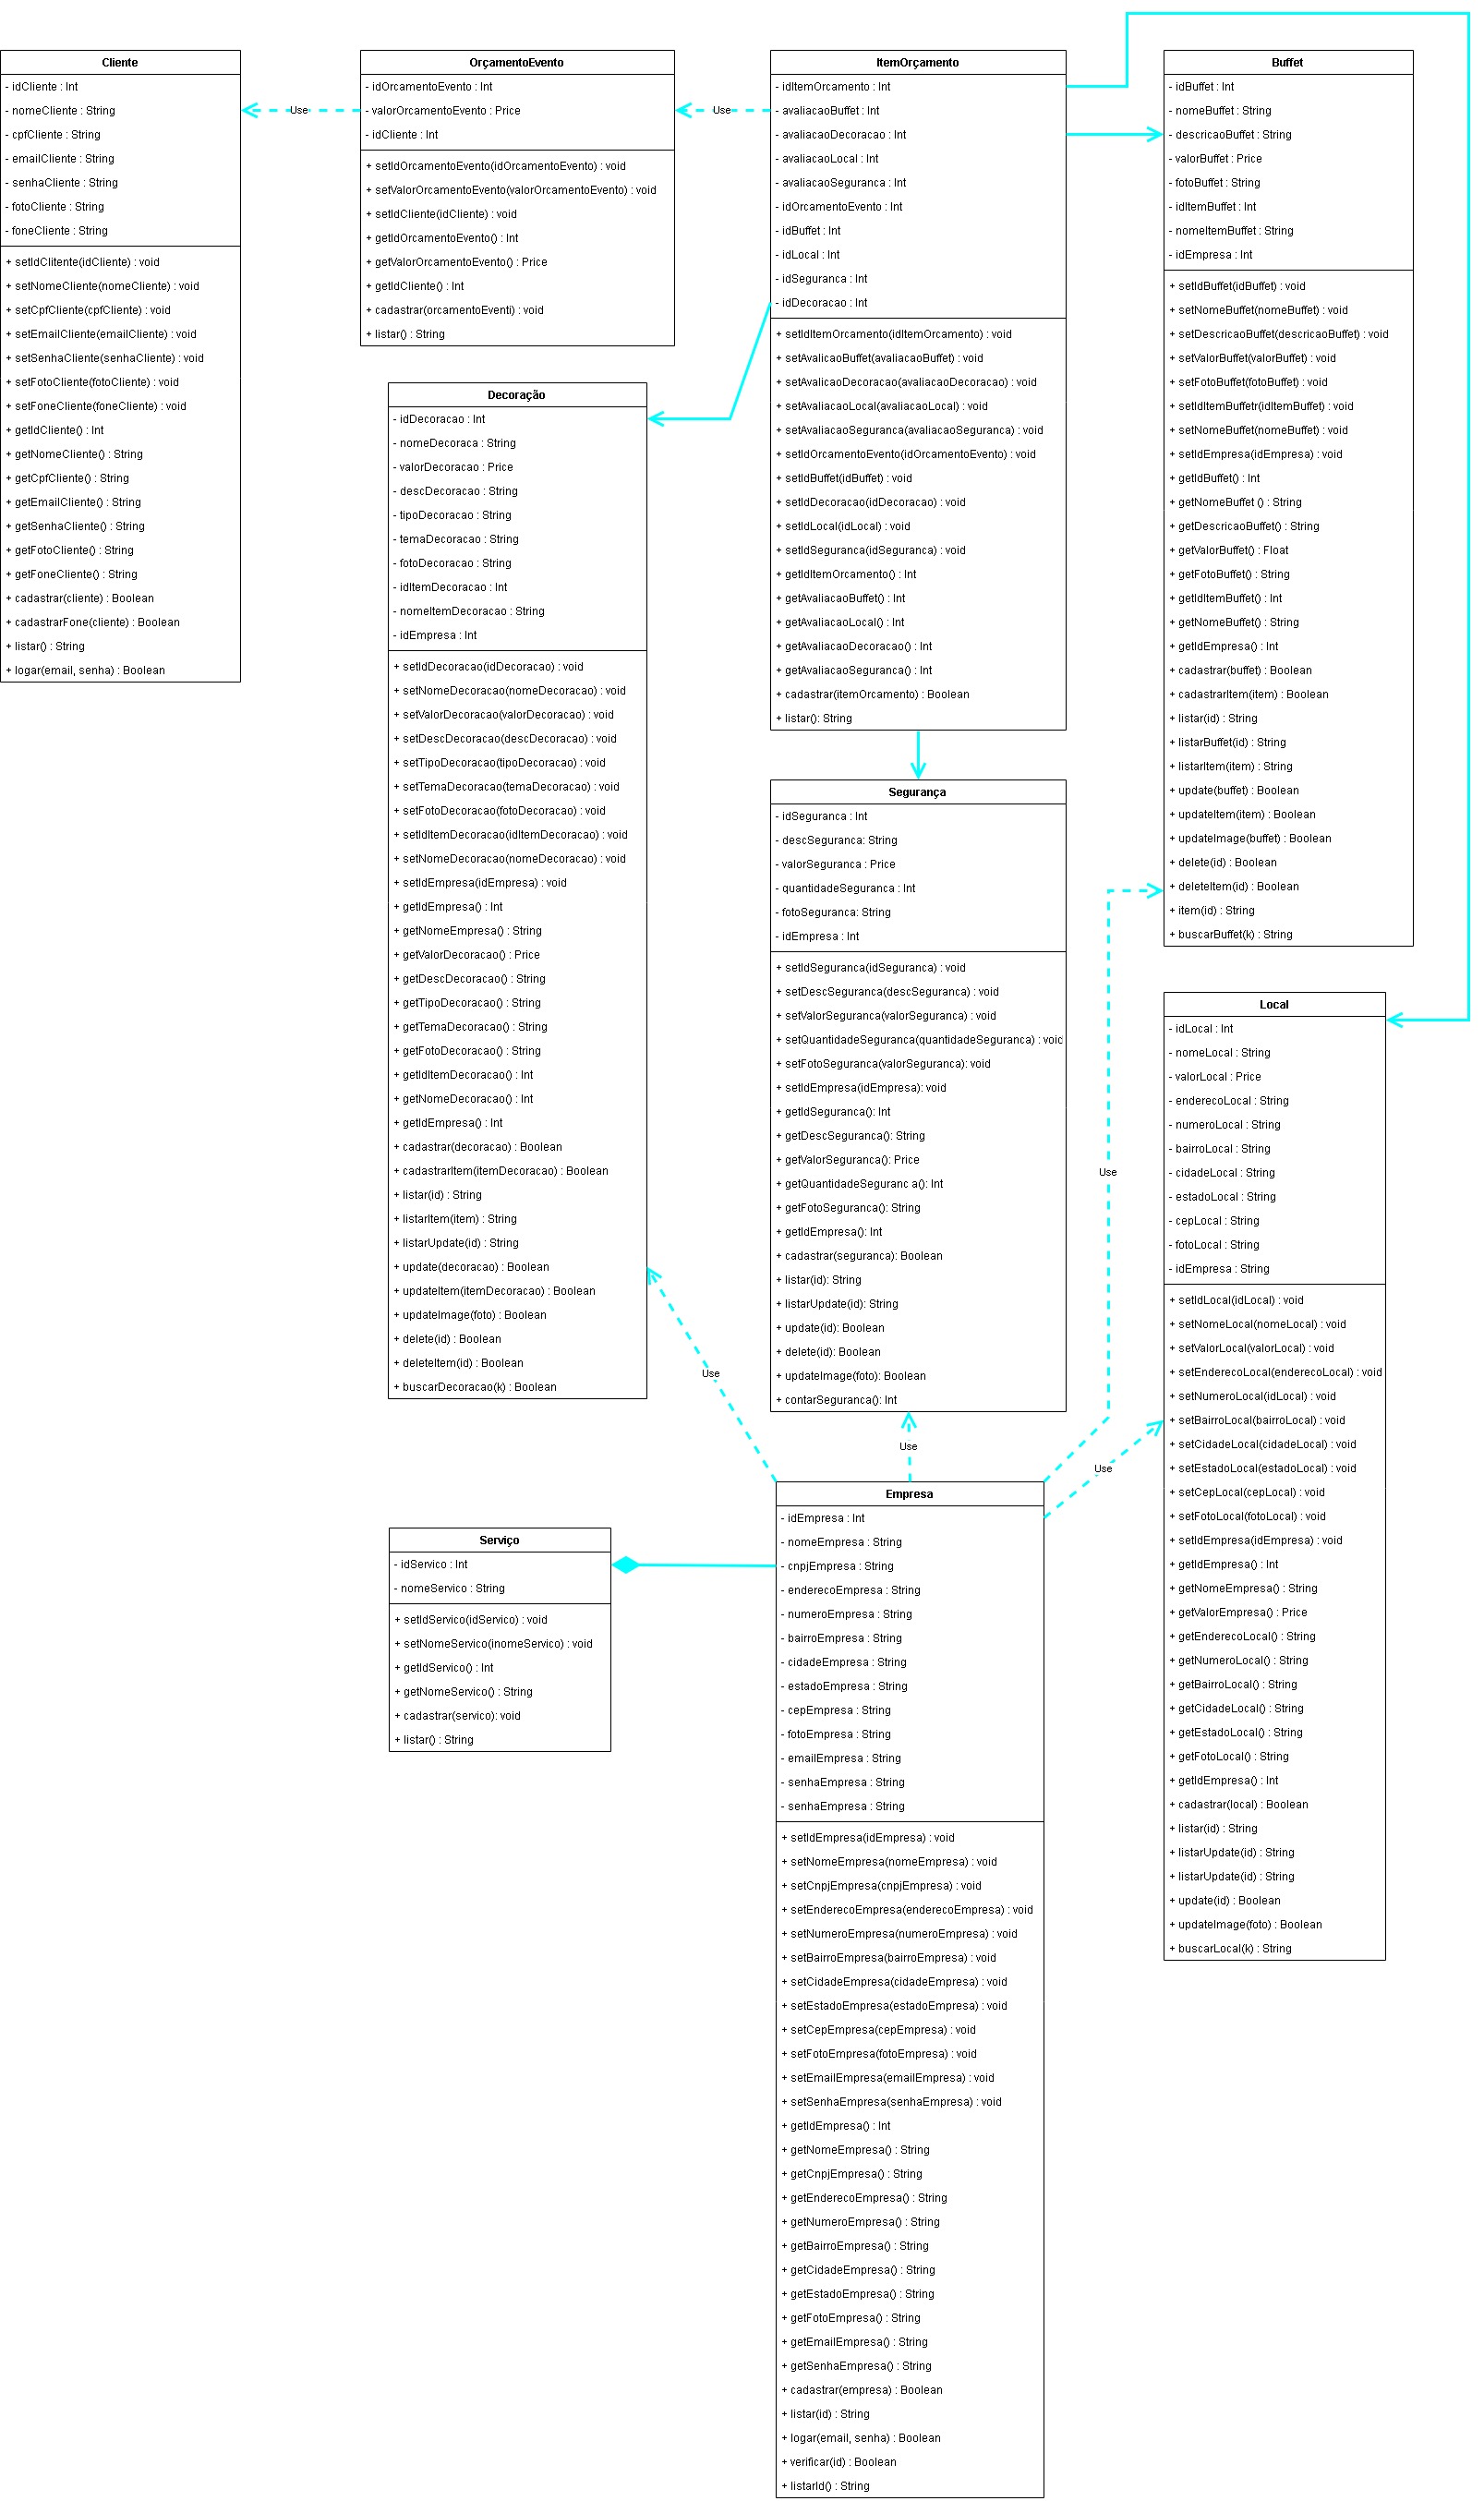 Cliente
- idCliente : Int
- nomeCliente : String
- cpfCliente : String
- emailCliente : String
- senhaCliente : String
- fotoCliente : String
- foneCliente : String
+ setIdClitente(idCliente) : void
+ setNomeCliente(nomeCliente) : void
+ setCpfCliente(cpfCliente) : void
+ setEmailCliente(emailCliente) : void
+ setSenhaCliente(senhaCliente) : void
+ setFotoCliente(fotoCliente) : void
+ setFoneCliente(foneCliente) : void
+ getIdCliente() : Int
+ getNomeCliente() : String
+ getCpfCliente() : String
+ getEmailCliente() : String
+ getSenhaCliente() : String
+ getFotoCliente() : String
+ getFoneCliente() : String
+ cadastrar(cliente) : Boolean
+ cadastrarFone(cliente) : Boolean
+ listar() : String
+ logar(email, senha) : Boolean
Use
OrçamentoEvento
- idOrcamentoEvento : Int
- valorOrcamentoEvento : Price
- idCliente : Int
+ setIdOrcamentoEvento(idOrcamentoEvento) : void
+ setValorOrcamentoEvento(valorOrcamentoEvento) : void
+ setIdCliente(idCliente) : void
+ getIdOrcamentoEvento() : Int
+ getValorOrcamentoEvento() : Price
+ getIdCliente() : Int
+ cadastrar(orcamentoEventi) : void
+ listar() : String
Use
ItemOrçamento
- idItemOrcamento : Int
- avaliacaoBuffet : Int
- avaliacaoDecoracao : Int
- avaliacaoLocal : Int
- avaliacaoSeguranca : Int
- idOrcamentoEvento : Int
- idBuffet : Int
- idLocal : Int
- idSeguranca : Int
- idDecoracao : Int
+ setIdItemOrcamento(idItemOrcamento) : void
+ setAvalicaoBuffet(avaliacaoBuffet) : void
+ setAvalicaoDecoracao(avaliacaoDecoracao) : void
+ setAvaliacaoLocal(avaliacaoLocal) : void
+ setAvaliacaoSeguranca(avaliacaoSeguranca) : void
+ setIdOrcamentoEvento(idOrcamentoEvento) : void
+ setIdBuffet(idBuffet) : void
+ setIdDecoracao(idDecoracao) : void
+ setIdLocal(idLocal) : void
+ setIdSeguranca(idSeguranca) : void
+ getIdItemOrcamento() : Int
+ getAvaliacaoBuffet() : Int
+ getAvaliacaoLocal() : Int
+ getAvaliacaoDecoracao() : Int
+ getAvaliacaoSeguranca() : Int
+ cadastrar(itemOrcamento) : Boolean
+ listar(): String
Buffet
- idBuffet : Int
- nomeBuffet : String
- descricaoBuffet : String
- valorBuffet : Price
- fotoBuffet : String
- idItemBuffet : Int
- nomeItemBuffet : String
- idEmpresa : Int
+ setIdBuffet(idBuffet) : void
+ setNomeBuffet(nomeBuffet) : void
+ setDescricaoBuffet(descricaoBuffet) : void
+ setValorBuffet(valorBuffet) : void
+ setFotoBuffet(fotoBuffet) : void
+ setIdItemBuffetr(idItemBuffet) : void
+ setNomeBuffet(nomeBuffet) : void
+ setIdEmpresa(idEmpresa) : void
+ getIdBuffet() : Int
+ getNomeBuffet () : String
+ getDescricaoBuffet() : String
+ getValorBuffet() : Float
+ getFotoBuffet() : String
+ getIdItemBuffet() : Int
+ getNomeBuffet() : String
+ getIdEmpresa() : Int
+ cadastrar(buffet) : Boolean
+ cadastrarItem(item) : Boolean
+ listar(id) : String
+ listarBuffet(id) : String
+ listarItem(item) : String
+ update(buffet) : Boolean
+ updateItem(item) : Boolean
+ updateImage(buffet) : Boolean
+ delete(id) : Boolean
+ deleteItem(id) : Boolean
+ item(id) : String
+ buscarBuffet(k) : String
Decoração
- idDecoracao : Int
- nomeDecoraca : String
- valorDecoracao : Price
- descDecoracao : String
- tipoDecoracao : String
- temaDecoracao : String
- fotoDecoracao : String
- idItemDecoracao : Int
- nomeItemDecoracao : String
- idEmpresa : Int
+ setIdDecoracao(idDecoracao) : void
+ setNomeDecoracao(nomeDecoracao) : void
+ setValorDecoracao(valorDecoracao) : void
+ setDescDecoracao(descDecoracao) : void
+ setTipoDecoracao(tipoDecoracao) : void
+ setTemaDecoracao(temaDecoracao) : void
+ setFotoDecoracao(fotoDecoracao) : void
+ setIdItemDecoracao(idItemDecoracao) : void
+ setNomeDecoracao(nomeDecoracao) : void
+ setIdEmpresa(idEmpresa) : void
+ getIdEmpresa() : Int
+ getNomeEmpresa() : String
+ getValorDecoracao() : Price
+ getDescDecoracao() : String
+ getTipoDecoracao() : String
+ getTemaDecoracao() : String
+ getFotoDecoracao() : String
+ getIdItemDecoracao() : Int
+ getNomeDecoracao() : Int
+ getIdEmpresa() : Int
+ cadastrar(decoracao) : Boolean
+ cadastrarItem(itemDecoracao) : Boolean
+ listar(id) : String
+ listarItem(item) : String
+ listarUpdate(id) : String
+ update(decoracao) : Boolean
+ updateItem(itemDecoracao) : Boolean
+ updateImage(foto) : Boolean
+ delete(id) : Boolean
+ deleteItem(id) : Boolean
+ buscarDecoracao(k) : Boolean
Segurança
- idSeguranca : Int
- descSeguranca: String
- valorSeguranca : Price
- quantidadeSeguranca : Int
- fotoSeguranca: String
- idEmpresa : Int
+ setIdSeguranca(idSeguranca) : void
+ setDescSeguranca(descSeguranca) : void
+ setValorSeguranca(valorSeguranca) : void
+ setQuantidadeSeguranca(quantidadeSeguranca) : void
+ setFotoSeguranca(valorSeguranca): void
+ setIdEmpresa(idEmpresa): void
+ getIdSeguranca(): Int
+ getDescSeguranca(): String
+ getValorSeguranca(): Price
+ getQuantidadeSeguranc a(): Int
+ getFotoSeguranca(): String
+ getIdEmpresa(): Int
+ cadastrar(seguranca): Boolean
+ listar(id): String
+ listarUpdate(id): String
+ update(id): Boolean
+ delete(id): Boolean
+ updateImage(foto): Boolean
+ contarSeguranca(): Int
Local
- idLocal : Int
- nomeLocal : String
- valorLocal : Price
- enderecoLocal : String
- numeroLocal : String
- bairroLocal : String
- cidadeLocal : String
- estadoLocal : String
- cepLocal : String
- fotoLocal : String
- idEmpresa : String
+ setIdLocal(idLocal) : void
+ setNomeLocal(nomeLocal) : void
+ setValorLocal(valorLocal) : void
+ setEnderecoLocal(enderecoLocal) : void
+ setNumeroLocal(idLocal) : void
+ setBairroLocal(bairroLocal) : void
+ setCidadeLocal(cidadeLocal) : void
+ setEstadoLocal(estadoLocal) : void
+ setCepLocal(cepLocal) : void
+ setFotoLocal(fotoLocal) : void
+ setIdEmpresa(idEmpresa) : void
+ getIdEmpresa() : Int
+ getNomeEmpresa() : String
+ getValorEmpresa() : Price
+ getEnderecoLocal() : String
+ getNumeroLocal() : String
+ getBairroLocal() : String
+ getCidadeLocal() : String
+ getEstadoLocal() : String
+ getFotoLocal() : String
+ getIdEmpresa() : Int
+ cadastrar(local) : Boolean
+ listar(id) : String
+ listarUpdate(id) : String
+ listarUpdate(id) : String
+ update(id) : Boolean
+ updateImage(foto) : Boolean
+ buscarLocal(k) : String
Use
Use
Use
Use
Serviço
- idServico : Int
- nomeServico : String
+ setIdServico(idServico) : void
+ setNomeServico(inomeServico) : void
+ getIdServico() : Int
+ getNomeServico() : String
+ cadastrar(servico): void
+ listar() : String
Empresa
- idEmpresa : Int
- nomeEmpresa : String
- cnpjEmpresa : String
- enderecoEmpresa : String
- numeroEmpresa : String
- bairroEmpresa : String
- cidadeEmpresa : String
- estadoEmpresa : String
- cepEmpresa : String
- fotoEmpresa : String
- emailEmpresa : String
- senhaEmpresa : String
- senhaEmpresa : String
+ setIdEmpresa(idEmpresa) : void
+ setNomeEmpresa(nomeEmpresa) : void
+ setCnpjEmpresa(cnpjEmpresa) : void
+ setEnderecoEmpresa(enderecoEmpresa) : void
+ setNumeroEmpresa(numeroEmpresa) : void
+ setBairroEmpresa(bairroEmpresa) : void
+ setCidadeEmpresa(cidadeEmpresa) : void
+ setEstadoEmpresa(estadoEmpresa) : void
+ setCepEmpresa(cepEmpresa) : void
+ setFotoEmpresa(fotoEmpresa) : void
+ setEmailEmpresa(emailEmpresa) : void
+ setSenhaEmpresa(senhaEmpresa) : void
+ getIdEmpresa() : Int
+ getNomeEmpresa() : String
+ getCnpjEmpresa() : String
+ getEnderecoEmpresa() : String
+ getNumeroEmpresa() : String
+ getBairroEmpresa() : String
+ getCidadeEmpresa() : String
+ getEstadoEmpresa() : String
+ getFotoEmpresa() : String
+ getEmailEmpresa() : String
+ getSenhaEmpresa() : String
+ cadastrar(empresa) : Boolean
+ listar(id) : String
+ logar(email, senha) : Boolean
+ verificar(id) : Boolean
+ listarId() : String